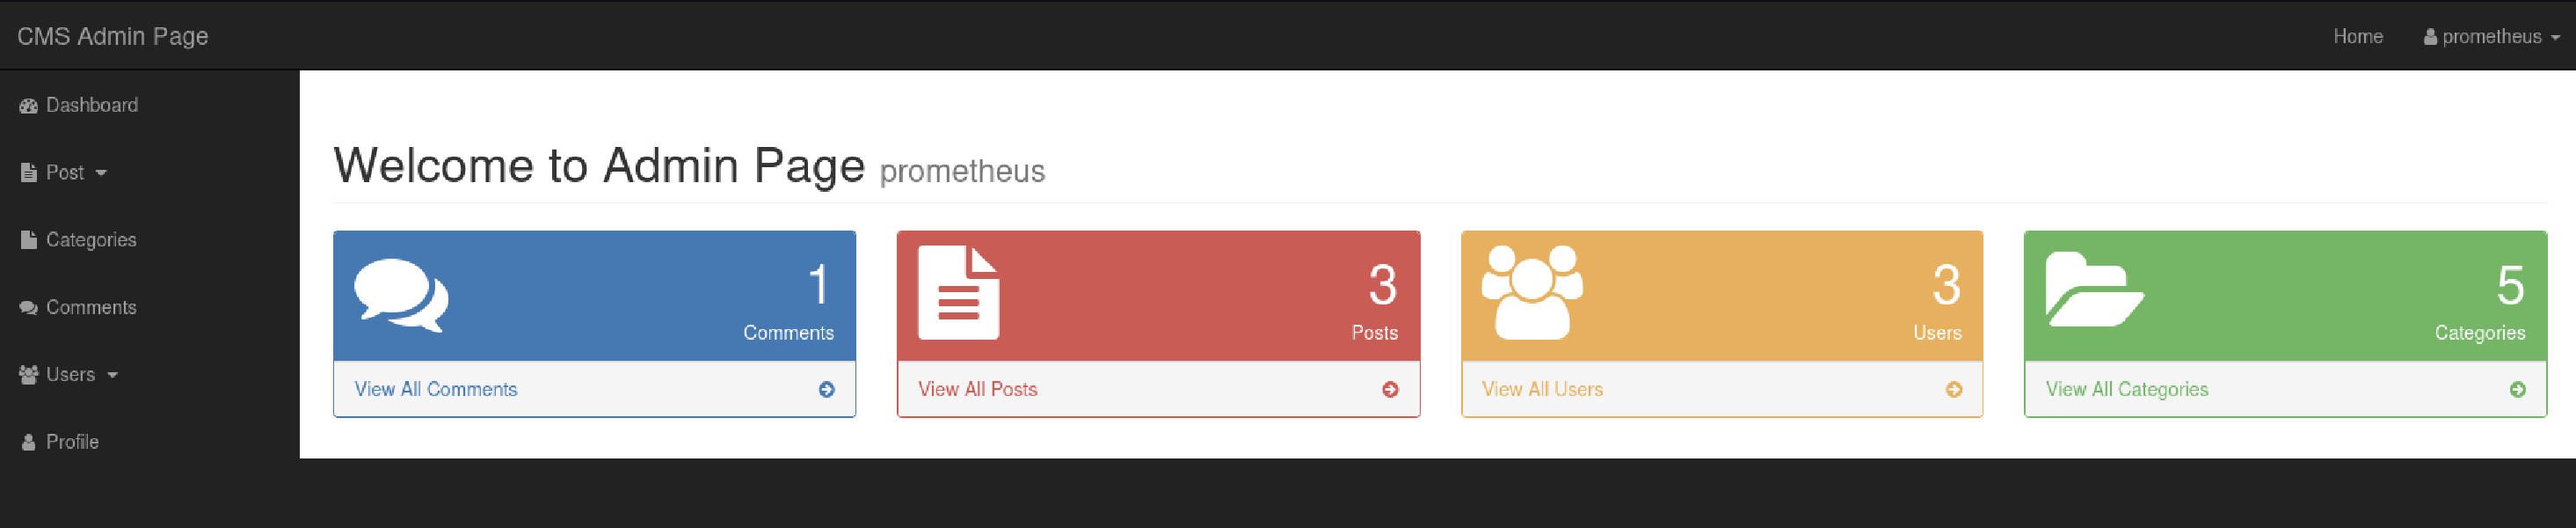 CMS Admin Page
Home
prometheus
Dashboard
Post
Categories
Comments
Users
Profile
Welcome to Admin Page prometheus
1
Comments
View All Comments
3
Posts
View All Posts
3
Users
View All Users
5
Categories
View All Categories